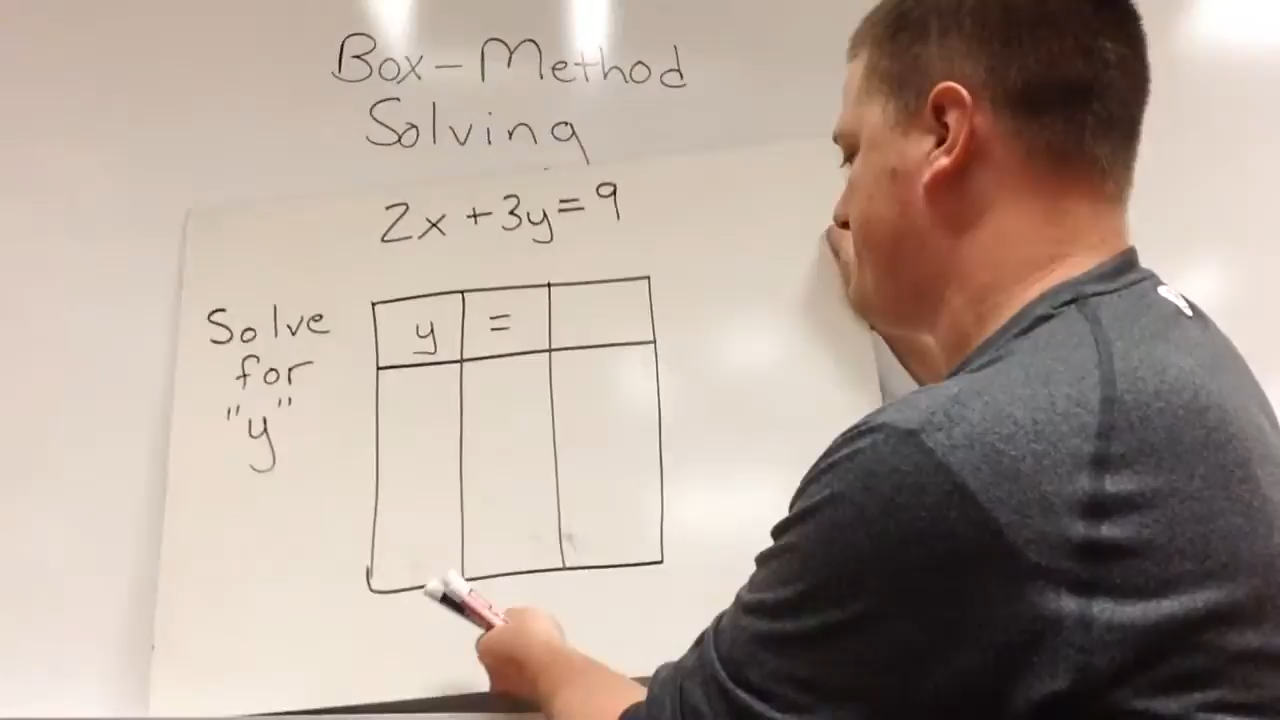 Box-Method
Solving
2x + 3y = 9
Solve
for
"y"
y =